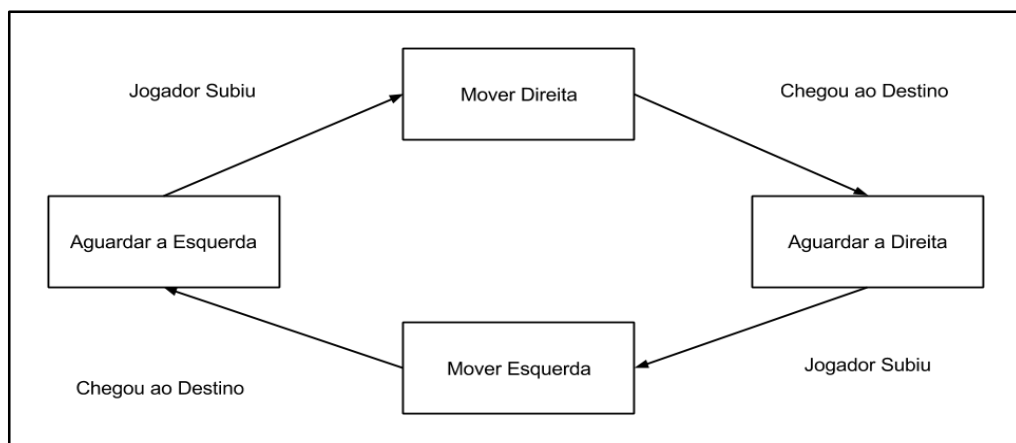 Jogador Subiu
Mover Direita
Chegou ao Destino
Aguardar a Esquerda
Aguardar a Direita
Mover Esquerda
Jogador Subiu
Chegou ao Destino